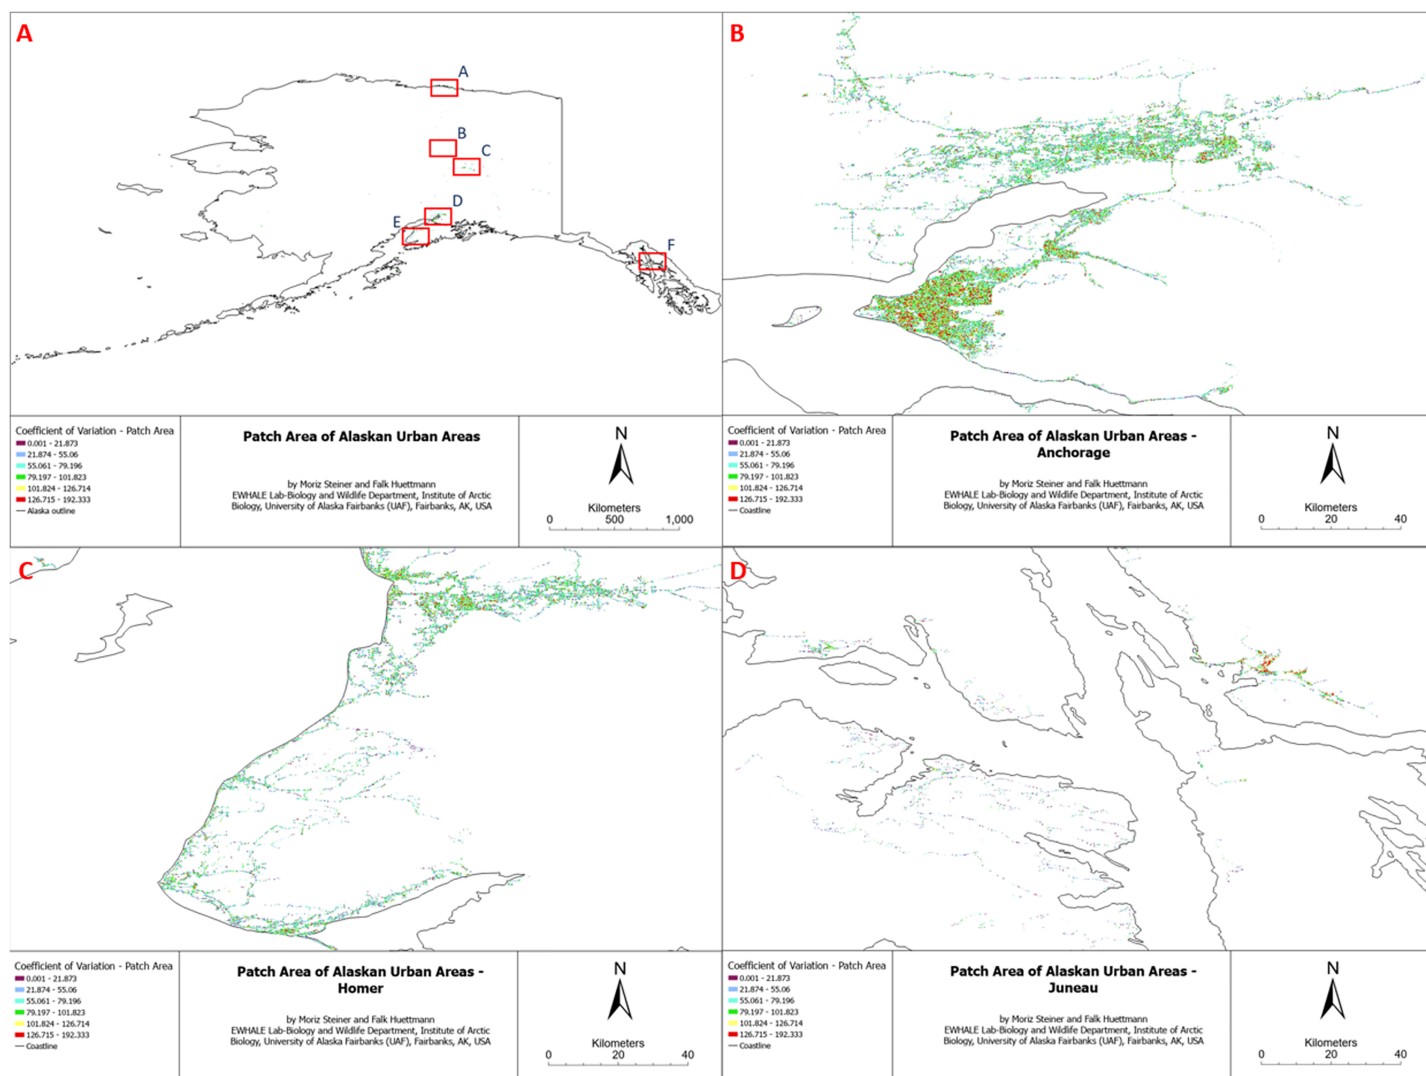 A
A
B
C
D
E
F
Coefficient of Variation - Patch Area
0.001 - 21.873
21.874 - 55.06
55.061 - 79.196
79.197 - 101.823
101.824 - 126.714
126.715 - 192.333
Alaska outline
Patch Area of Alaskan Urban Areas
by Moriz Steiner and Falk Huettmann
EWHALE Lab-Biology and Wildlife Department, Institute of Arctic
Biology, University of Alaska Fairbanks (UAF), Fairbanks, AK, USA
N
Kilometers
0 500 1,000
B
Coefficient of Variation - Patch Area
0.001 - 21.873
21.874 - 55.06
55.061 - 79.196
79.197 - 101.823
101.824 - 126.714
126.715 - 192.333
Coastline
Patch Area of Alaskan Urban Areas -
Anchorage
by Moriz Steiner and Falk Huettmann
EWHALE Lab-Biology and Wildlife Department, Institute of Arctic
Biology, University of Alaska Fairbanks (UAF), Fairbanks, AK, USA
N
Kilometers
0 20 40
C
Coefficient of Variation - Patch Area
0.001 - 21.873
21.874 - 55.06
55.061 - 79.196
79.197 - 101.823
101.824 - 126.714
126.715 - 192.333
Coastline
Patch Area of Alaskan Urban Areas -
Homer
by Moriz Steiner and Falk Huettmann
EWHALE Lab-Biology and Wildlife Department, Institute of Arctic
Biology, University of Alaska Fairbanks (UAF), Fairbanks, AK, USA
N
Kilometers
0 20 40
D
Coefficient of Variation - Patch Area
0.001 - 21.873
21.874 - 55.06
55.061 - 79.196
79.197 - 101.823
101.824 - 126.714
126.715 - 192.333
Coastline
Patch Area of Alaskan Urban Areas -
Juneau
by Moriz Steiner and Falk Huettmann
EWHALE Lab-Biology and Wildlife Department, Institute of Arctic
Biology, University of Alaska Fairbanks (UAF), Fairbanks, AK, USA
N
Kilometers
0 20 40